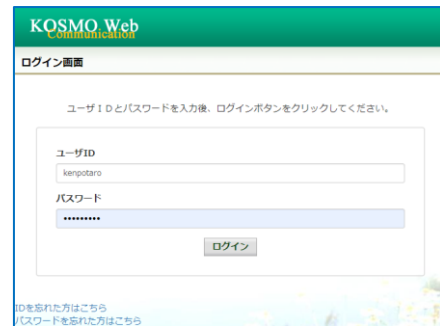 KOSMO Web
Communication
ログイン画面
ユーザIDとパスワードを入力後、ログインボタンをクリックしてください。
ユーザID
kenpotaro
パスワード
•••••••••
ログイン
IDを忘れた方はこちら
パスワードを忘れた方はこちら